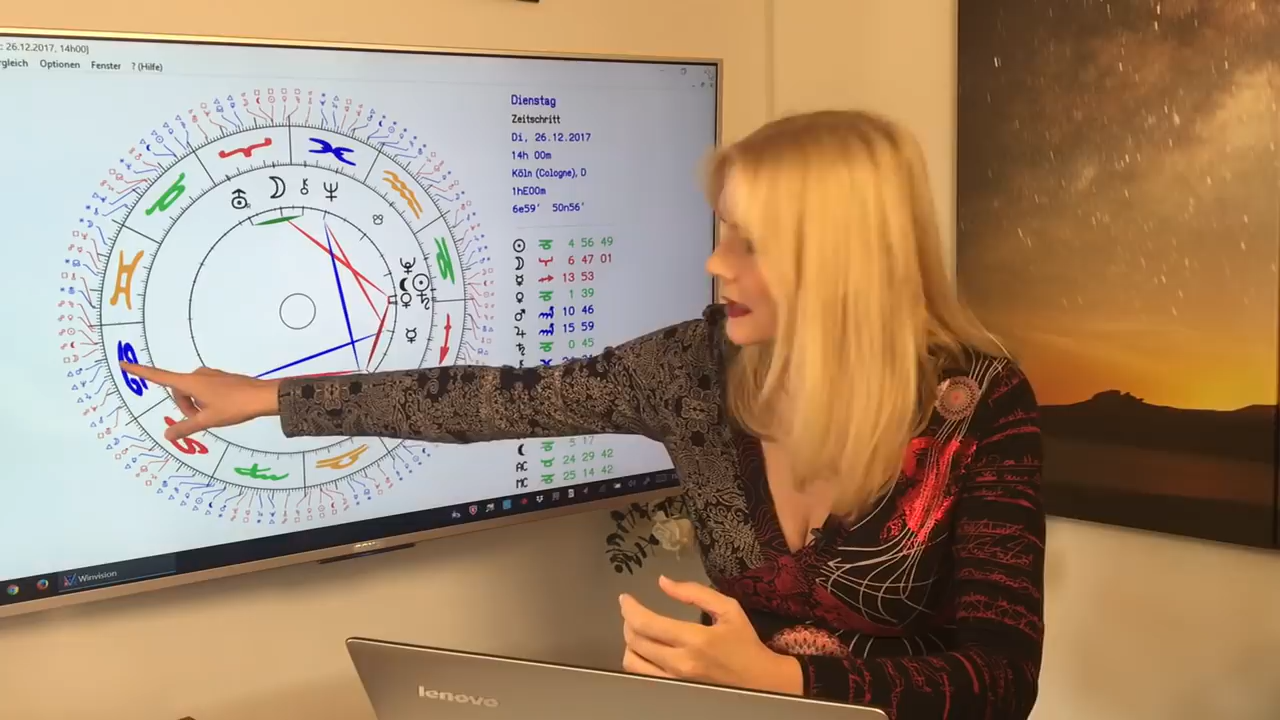 : 26.12.2017, 14h00]
rgleich Optionen Fenster ? (Hilfe)
Dienstag
Zeitschritt
Di, 26.12.2017
14h 00m
Köln (Cologne), D
1hE00m
6e59' 50n56'
4 56 49
6 47 01
13 53
1 39
10 46
15 59
0 45
5 17
AC 24 29 42
MC 25 14 42
Winvision
lenovo